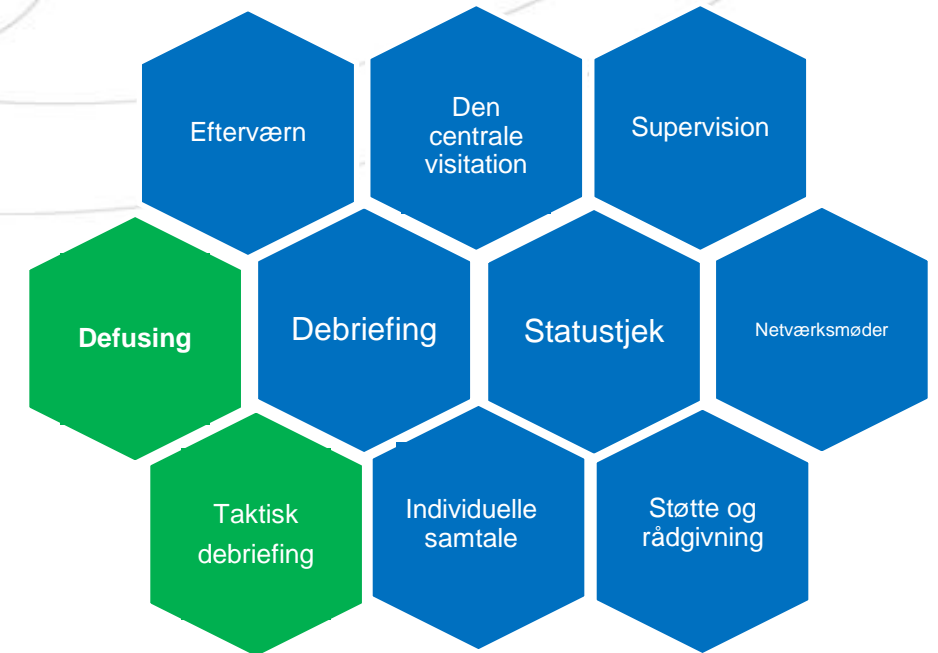 Efterværn
Den
centrale
visitation
Supervision
Defusing
Debriefing
Statustjek
Netværksmøder
Taktisk
debriefing
Individuelle
samtale
Støtte og
rådgivning